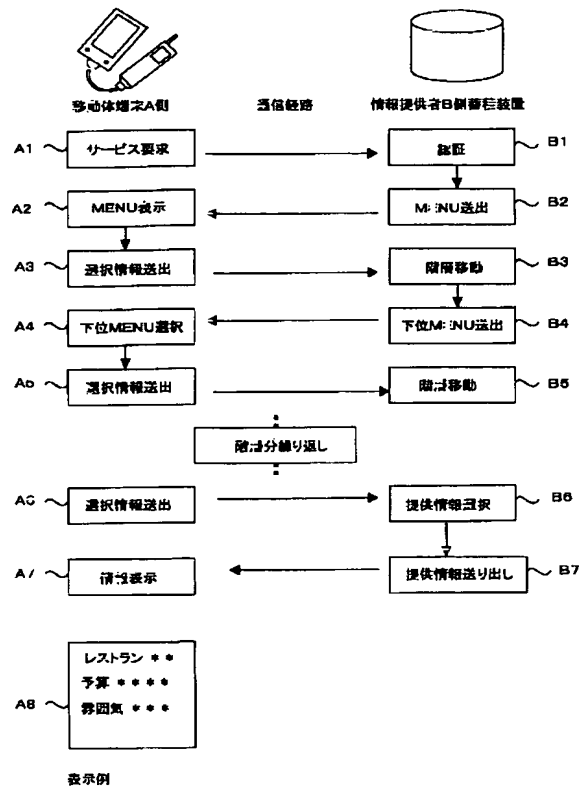 移動体端末A側 通信経路 情報提供者B側蓄積装置
A1 サービス要求 認証 B1
A2 MENU表示 MENU送出 B2
A3 選択情報送出 階層移動 B3
A4 下位MENU選択 下位MENU送出 B4
A5 選択情報送出 階層移動 B5
階層分繰り返し
A6 選択情報送出 提供情報選択 B6
A7 情報表示 提供情報送り出し B7
レストラン * *
予算 * * * *
A8 雰囲気 * * *
表示例